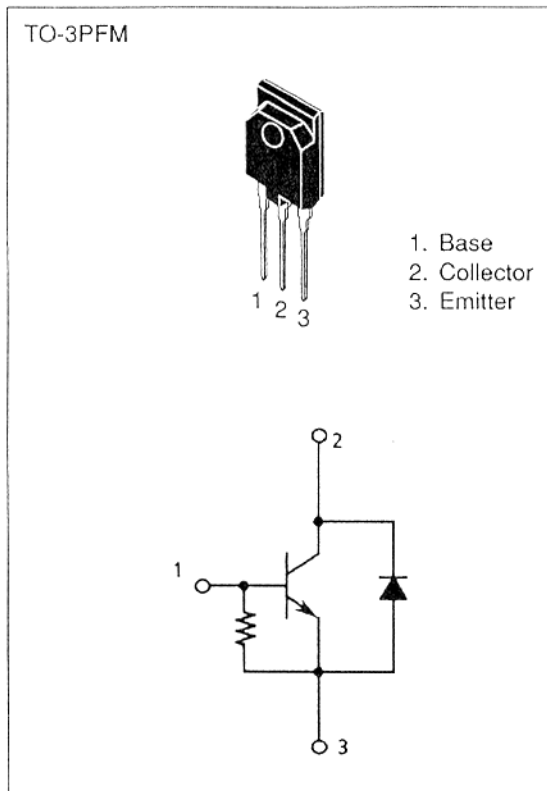 TO-3PFM
1 2 3
1. Base
2. Collector
3. Emitter
2
1
3